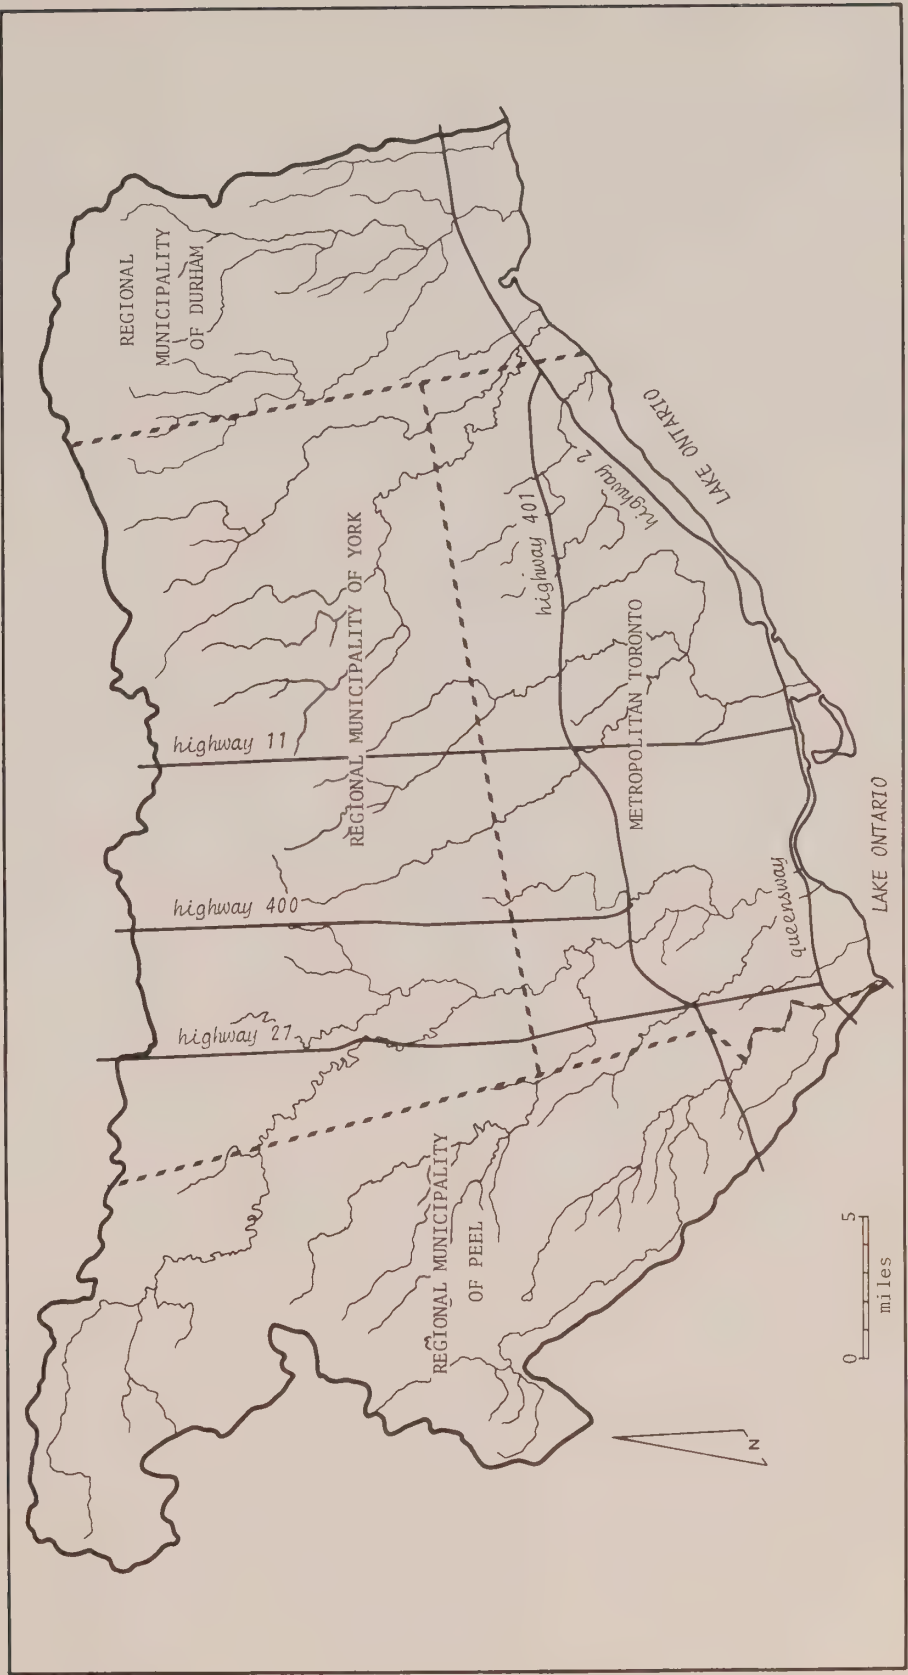 REGIONAL
MUNICIPALITY
OF DURHAM
LAKE ONTARIO
highway 2
highway 401
REGIONAL MUNICIPALITY OF YORK
METROPOLITAN TORONTO
highway 11
highway 400
queensway
LAKE ONTARIO
highway 27
REGIONAL MUNICIPALITY
OF PEEL
0 5
miles
N